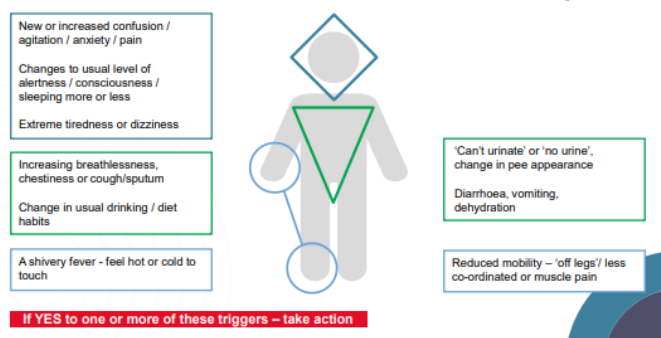 New or increased confusion /
agitation / anxiety / pain
Changes to usual level of
alertness / consciousness /
sleeping more or less
Extreme tiredness or dizziness
Increasing breathlessness,
chestiness or cough/sputum
Change in usual drinking / diet
habits
A shivery fever - feel hot or cold to
touch
‘Can’t urinate’ or ‘no urine’,
change in pee appearance
Diarrhoea, vomiting,
dehydration
Reduced mobility – ‘off legs’/ less
co-ordinated or muscle pain
If YES to one or more of these triggers – take action